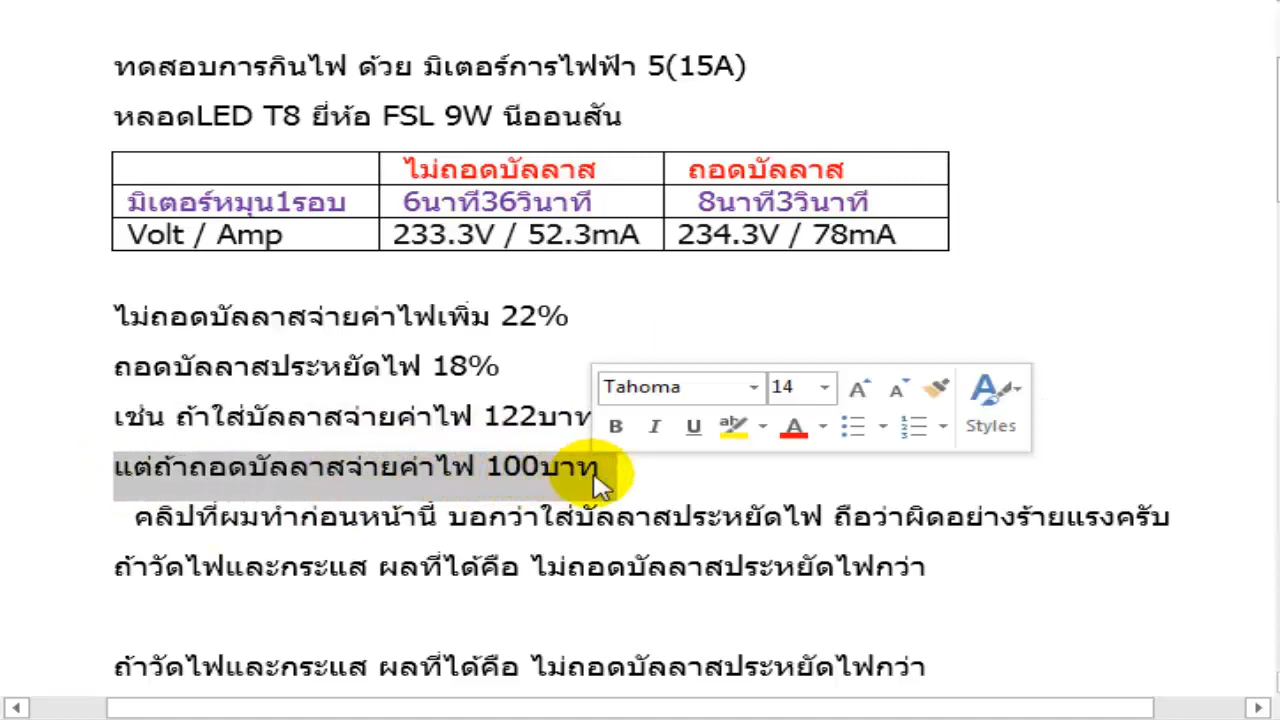 ทดสอบการกินไฟ ด้วย มิเตอร์การไฟฟ้า 5(15A)
หลอดLED T8 ยี่ห้อ FSL 9W นีออนสัน
ไม่ถอดบัลลาส ถอดบัลลาส
มิเตอร์หมุน1รอบ 6นาที36วินาที 8นาที3วินาที
Volt / Amp 233.3V / 52.3mA 234.3V / 78mA
ไม่ถอดบัลลาสจ่ายค่าไฟเพิ่ม 22%
ถอดบัลลาสประหยัดไฟ 18%
Tahoma 14
เช่น ถ้าใส่บัลลาสจ่ายค่าไฟ 122บาท
B I U ab A Styles
แต่ถ้าถอดบัลลาสจ่ายค่าไฟ 100บาท
คลิปที่ผมทำก่อนหน้านี้ บอกว่าใส่บัลลาสประหยัดไฟ ถือว่าผิดอย่างร้ายแรงครับ
ถ้าวัดไฟและกระแส ผลที่ได้คือ ไม่ถอดบัลลาสประหยัดไฟกว่า
ถ้าวัดไฟและกระแส ผลที่ได้คือ ไม่ถอดบัลลาสประหยัดไฟกว่า